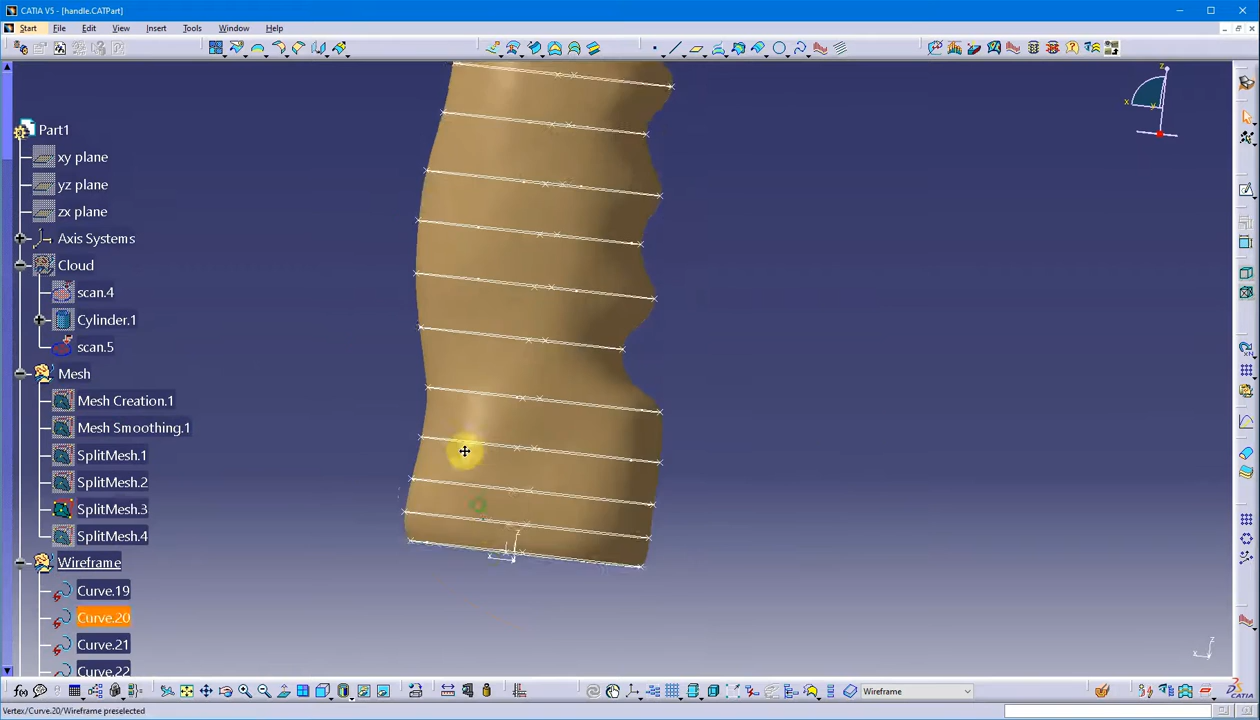 CATIA V5 - [handle.CATPart]
Start File Edit View Insert Tools Window Help
Part1
xy plane
yz plane
zx plane
Axis Systems
Cloud
scan.4
Cylinder.1
scan.5
Mesh
Mesh Creation.1
Mesh Smoothing.1
SplitMesh.1
SplitMesh.2
SplitMesh.3
SplitMesh.4
Wireframe
Curve.19
Curve.20
Curve.21
Curve.22
z
x
y
f(x)
Wireframe
CATIA
Vertex/Curve.20/Wireframe preselected